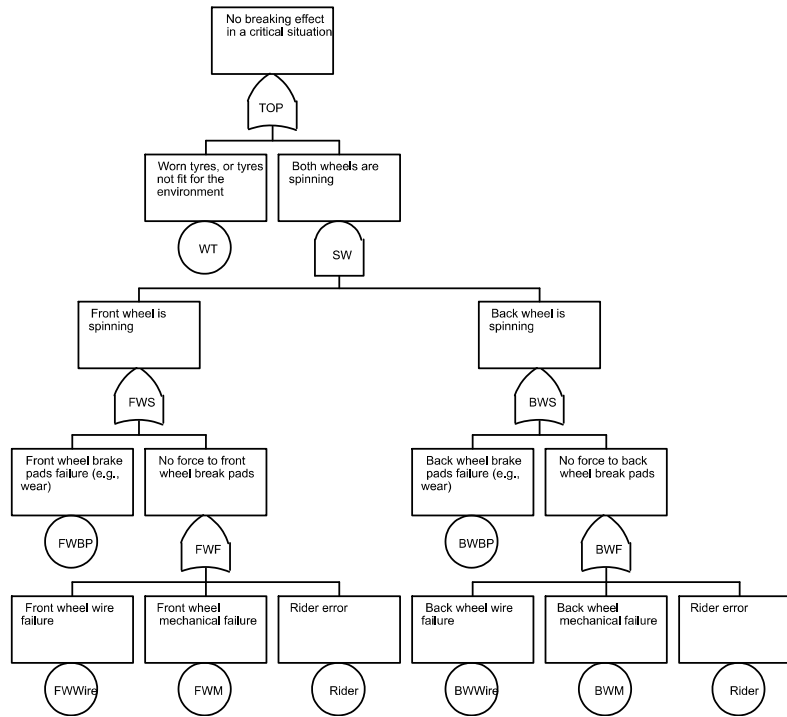 No breaking effect
in a critical situation
TOP
Worn tyres, or tyres
not fit for the
environment
Both wheels are
spinning
WT
SW
Front wheel is
spinning
Back wheel is
spinning
FWS
BWS
Front wheel brake
pads failure (e.g.,
wear)
No force to front
wheel break pads
Back wheel brake
pads failure (e.g.,
wear)
No force to back
wheel break pads
FWBP
FWF
BWBP
BWF
Front wheel wire
failure
Front wheel
mechanical failure
Rider error
Back wheel wire
failure
Back wheel
mechanical failure
Rider error
FWWire
FWM
Rider
BWWire
BWM
Rider